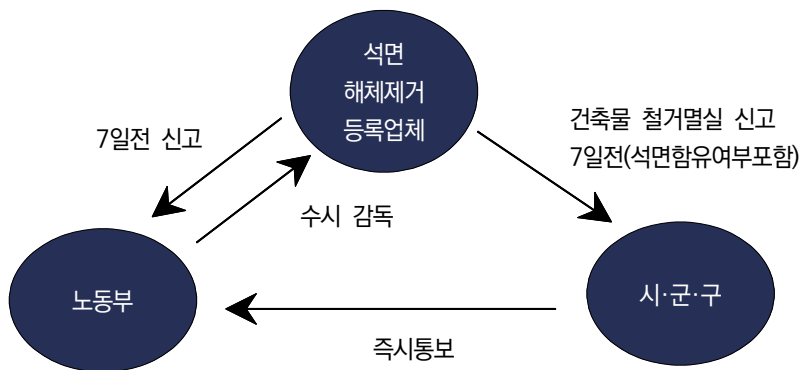 석면
해체제거
등록업체
7일전 신고
건축물 철거멸실 신고
7일전(석면함유여부포함)
수시 감독
노동부
시·군·구
즉시통보